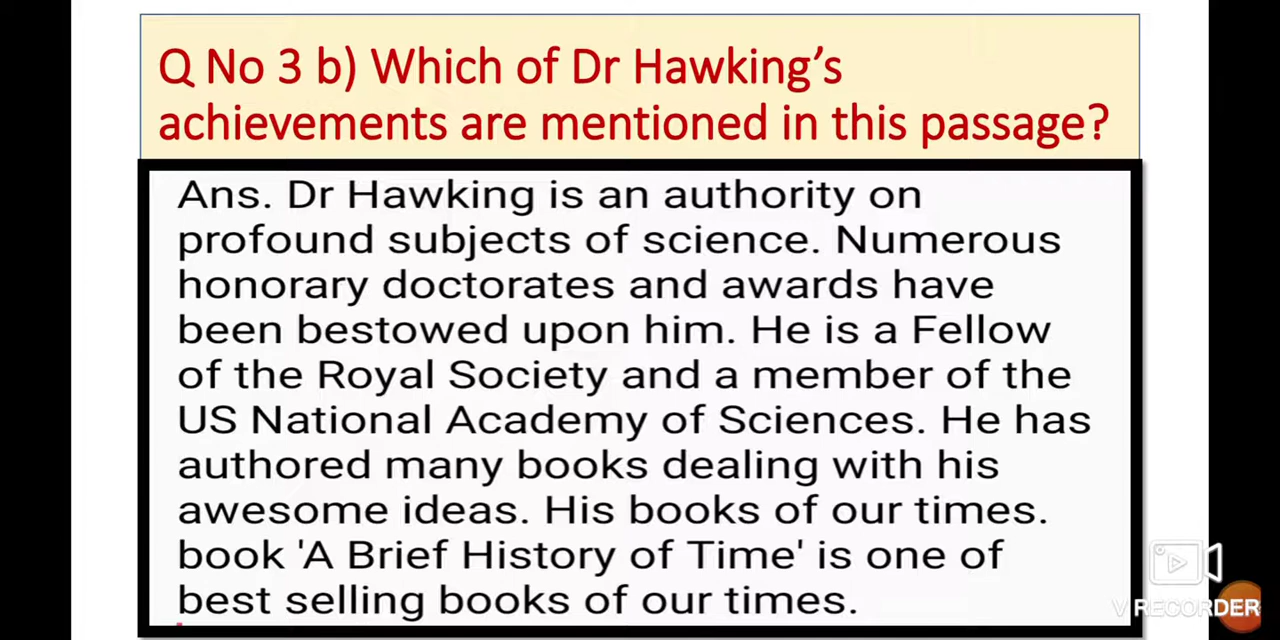 Q No 3 b) Which of Dr Hawking's
achievements are mentioned in this passage?
Ans. Dr Hawking is an authority on
profound subjects of science. Numerous
honorary doctorates and awards have
been bestowed upon him. He is a Fellow
of the Royal Society and a member of the
US National Academy of Sciences. He has
authored many books dealing with his
awesome ideas. His books of our times.
book 'A Brief History of Time' is one of
best selling books of our times.
V RECORDER